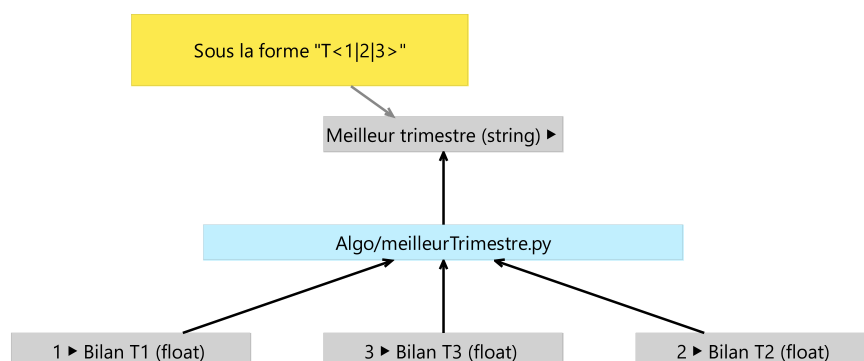 Sous la forme "T<1|2|3>"
Meilleur trimestre (string) ▶
Algo/meilleurTrimestre.py
1 ▶ Bilan T1 (float)
3 ▶ Bilan T3 (float)
2 ▶ Bilan T2 (float)